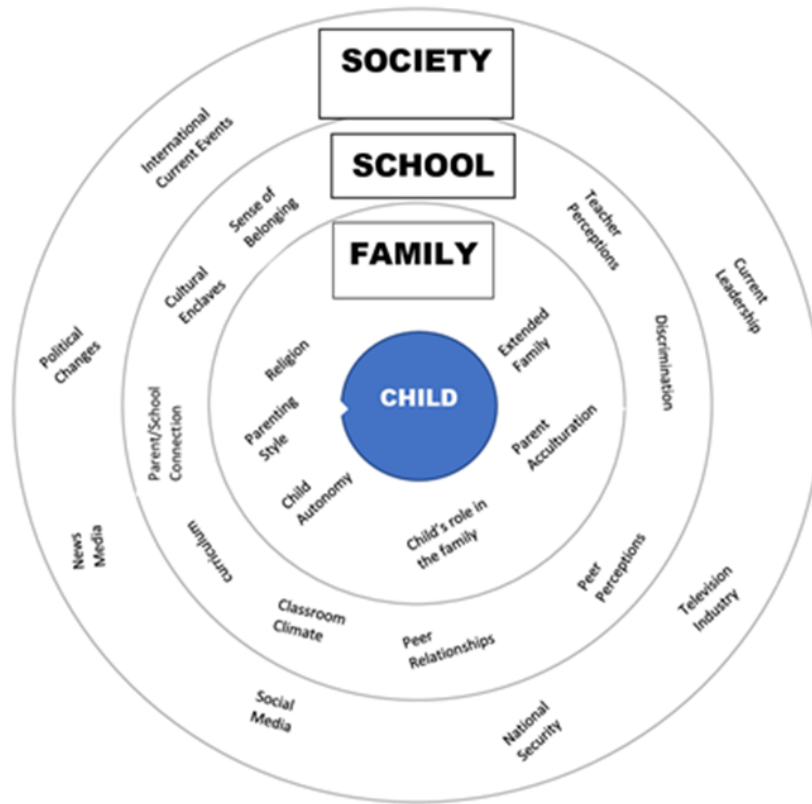 SOCIETY
SCHOOL
FAMILY
CHILD
International
Current Events
Sense of
Belonging
Teacher
Perceptions
Cultural
Enclaves
Current
Leadership
Political
Changes
Religion
Extended
Family
Discrimination
Parenting
Style
Parent
Acculturation
Parent/School
Connection
Child
Autonomy
Child's role in
the family
News
Media
curriculum
Peer
Perceptions
Television
Industry
Classroom
Climate
Peer
Relationships
Social
Media
National
Security